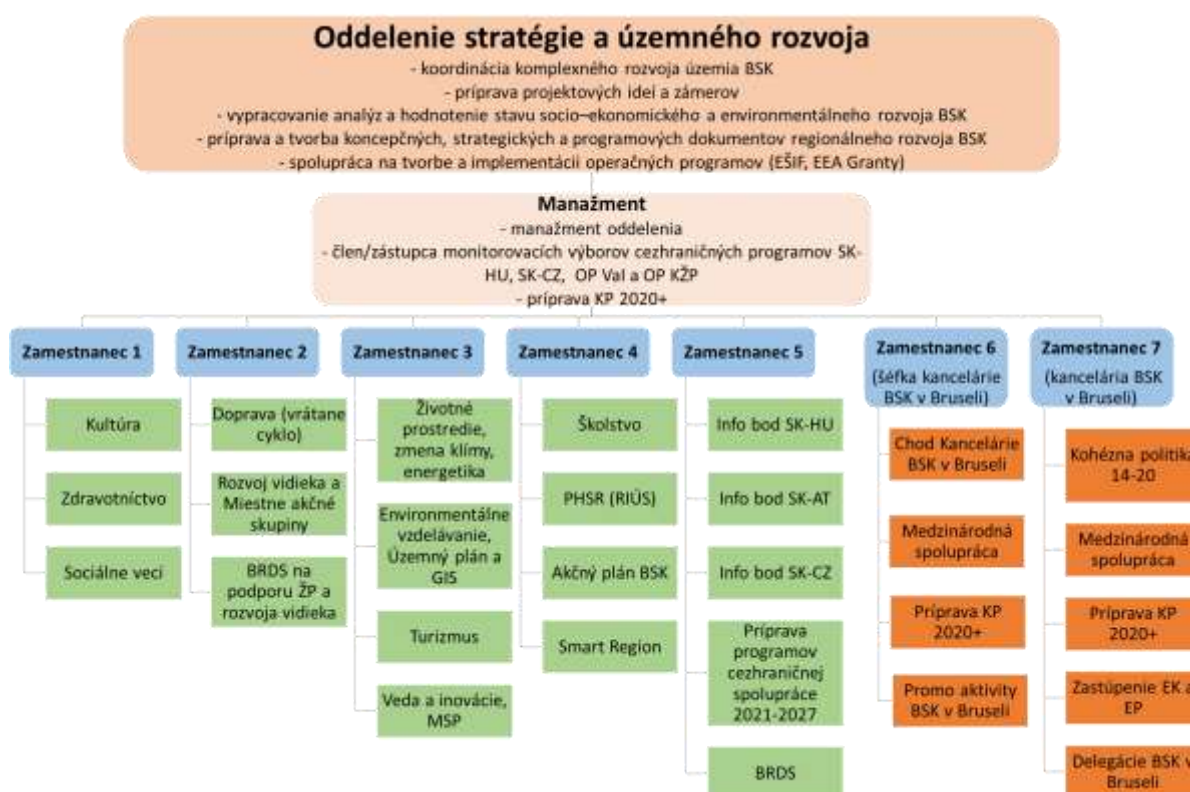 Oddelenie stratégie a územného rozvoja
- koordinácia komplexného rozvoja územia BSK
- príprava projektových ideí a zámerov
- vypracovanie analýz a hodnotenie stavu socio–ekonomického a environmentálneho rozvoja BSK
- príprava a tvorba koncepčných, strategických a programových dokumentov regionálneho rozvoja BSK
- spolupráca na tvorbe a implementácii operačných programov (EŠIF, EEA Granty)
Manažment
- manažment oddelenia
- člen/zástupca monitorovacích výborov cezhraničných programov SK-
HU, SK-CZ, OP VaI a OP KŽP
- príprava KP 2020+
Zamestnanec 1
Kultúra
Zdravotníctvo
Sociálne veci
Zamestnanec 2
Doprava (vrátane
cyklo)
Rozvoj vidieka a
Miestne akčné
skupiny
BRDS na
podporu ŽP a
rozvoja vidieka
Zamestnanec 3
Životné
prostredie,
zmena klímy,
energetika
Environmentálne
vzdelávanie,
Územný plán a
GIS
Turizmus
Veda a inovácie,
MSP
Zamestnanec 4
Školstvo
PHSR (RIÚS)
Akčný plán BSK
Smart Region
Zamestnanec 5
Info bod SK-HU
Info bod SK-AT
Info bod SK-CZ
Príprava
programov
cezhraničnej
spolupráce
2021-2027
BRDS
Zamestnanec 6
(šéfka kancelárie
BSK v Bruseli)
Chod Kancelárie
BSK v Bruseli
Medzinárodná
spolupráca
Príprava KP
2020+
Promo aktivity
BSK v Bruseli
Zamestnanec 7
(kancelária BSK
v Bruseli)
Kohézna politika
14-20
Medzinárodná
spolupráca
Príprava KP
2020+
Zastúpenie EK a
EP
Delegácie BSK v
Bruseli